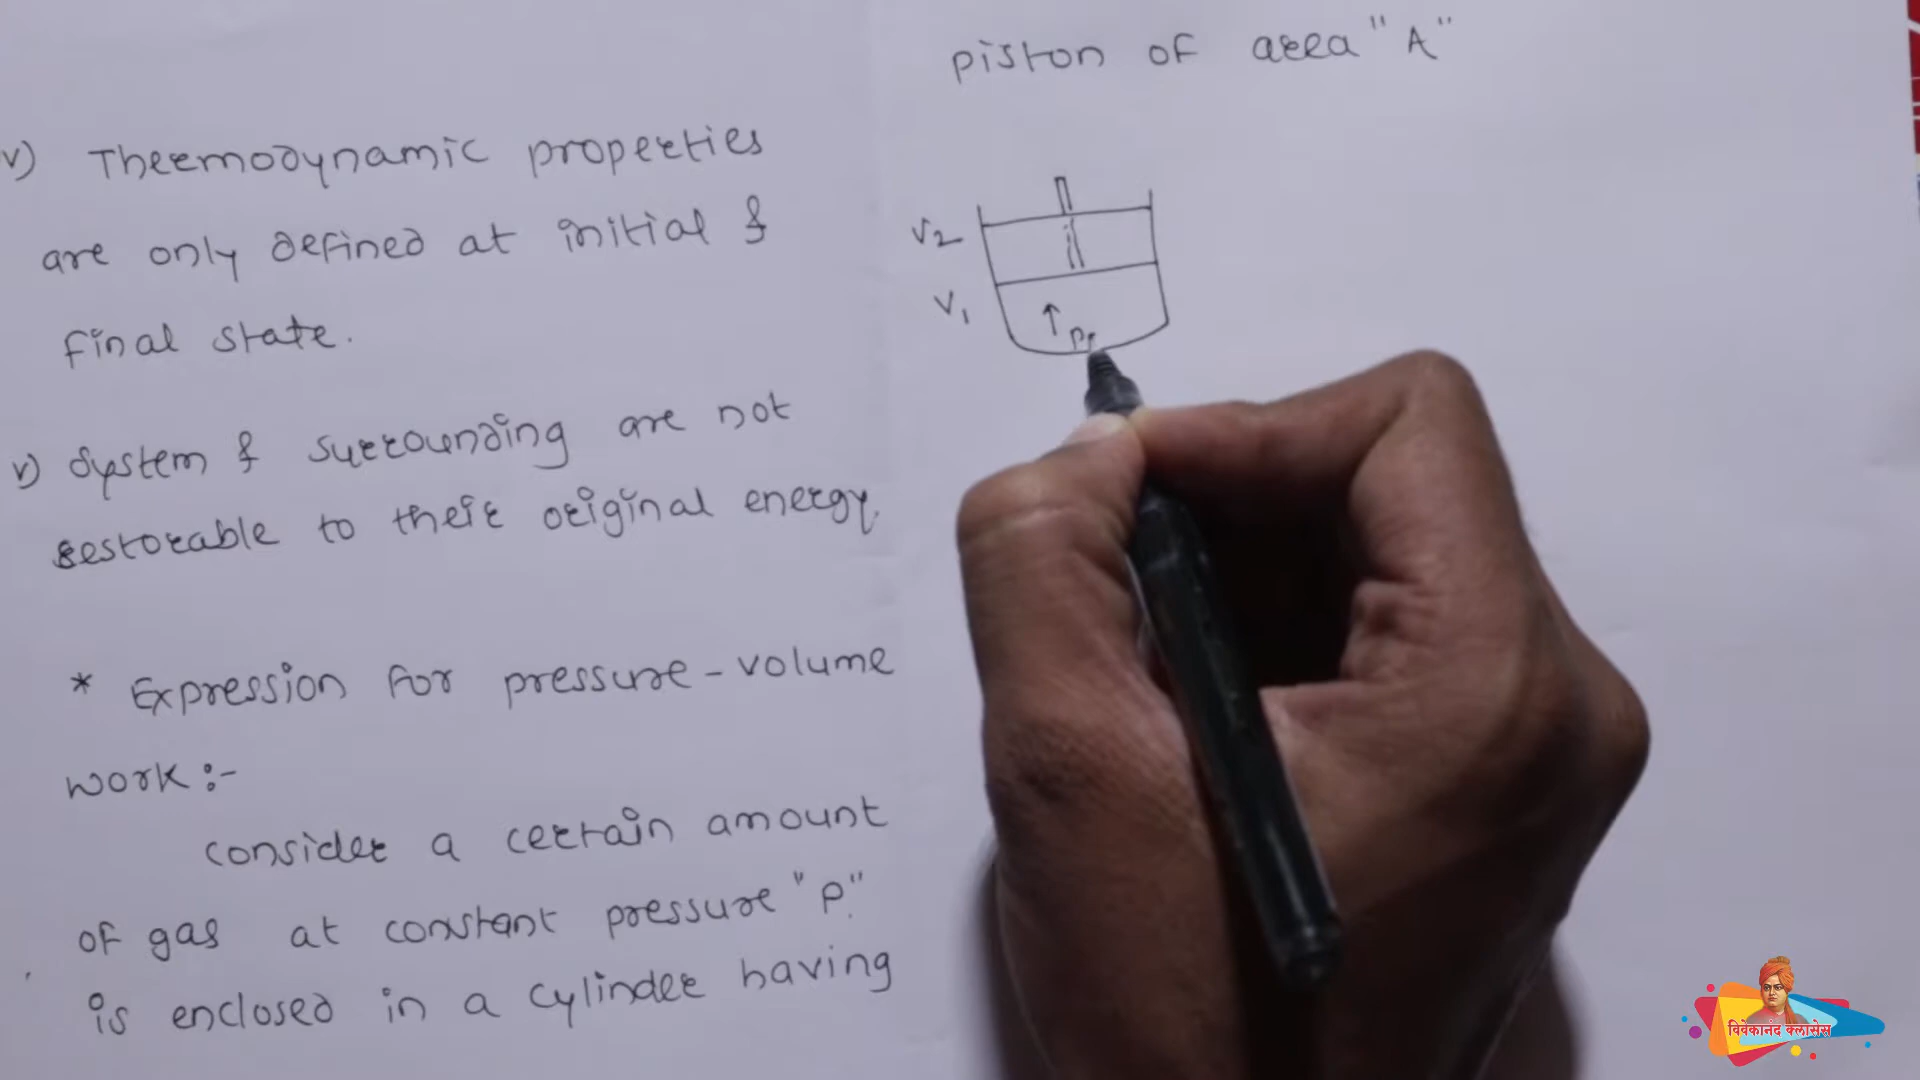 v) Thermodynamic properties
are only defined at initial &
final state.
v) System & surrounding are not
restorable to their original energy.
* Expression for pressure-volume
work:-
consider a certain amount
of gas at constant pressure "P."
is enclosed in a cylinder having
piston of area "A"
V2
V1
विवेकानंद क्लासेस